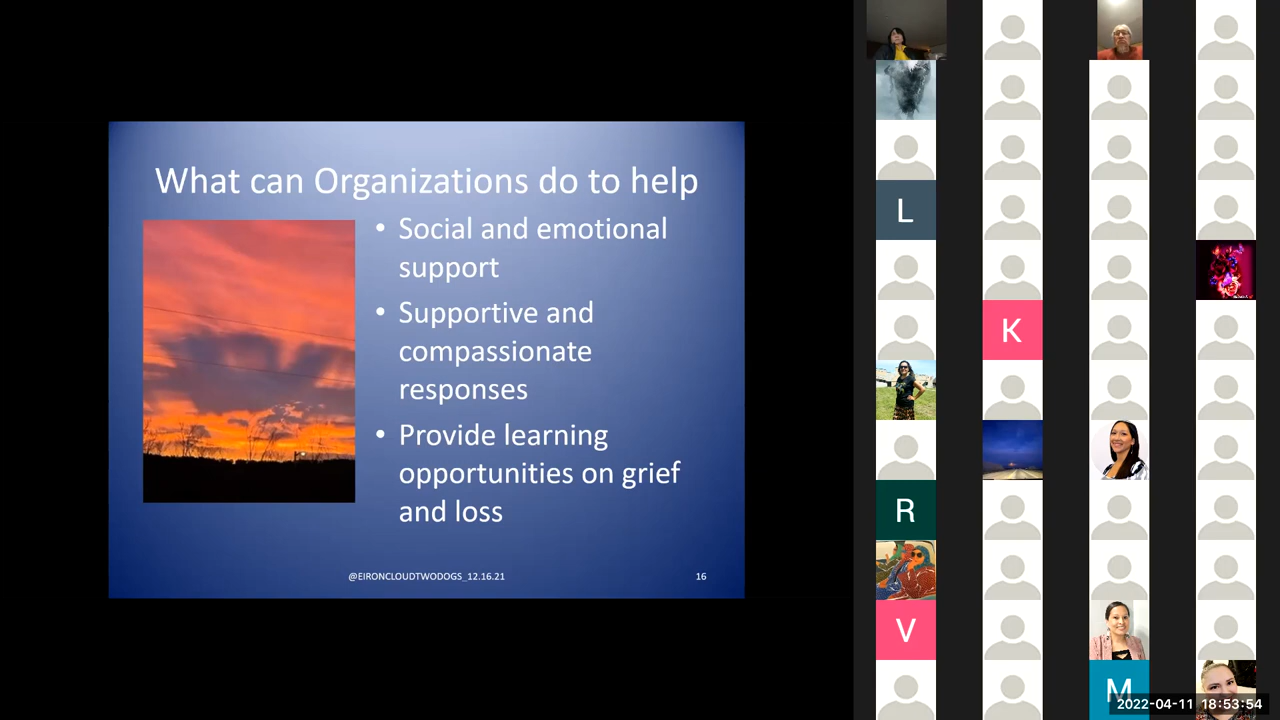 What can Organizations do to help
• Social and emotional
support
• Supportive and
compassionate
responses
• Provide learning
opportunities on grief
and loss
@EIRONCLOUDTWODOGS_12.16.21
16
L
K
R
V
M
2022-04-11 18:53:54